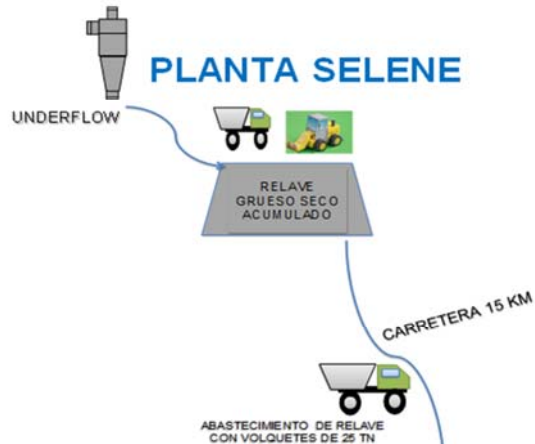 PLANTA SELENE
UNDERFLOW
RELAVE
GRUESO SECO
ACUMULADO
CARRETERA 15 KM
ABASTECIMIENTO DE RELAVE
CON VOLQUETES DE 25 TN